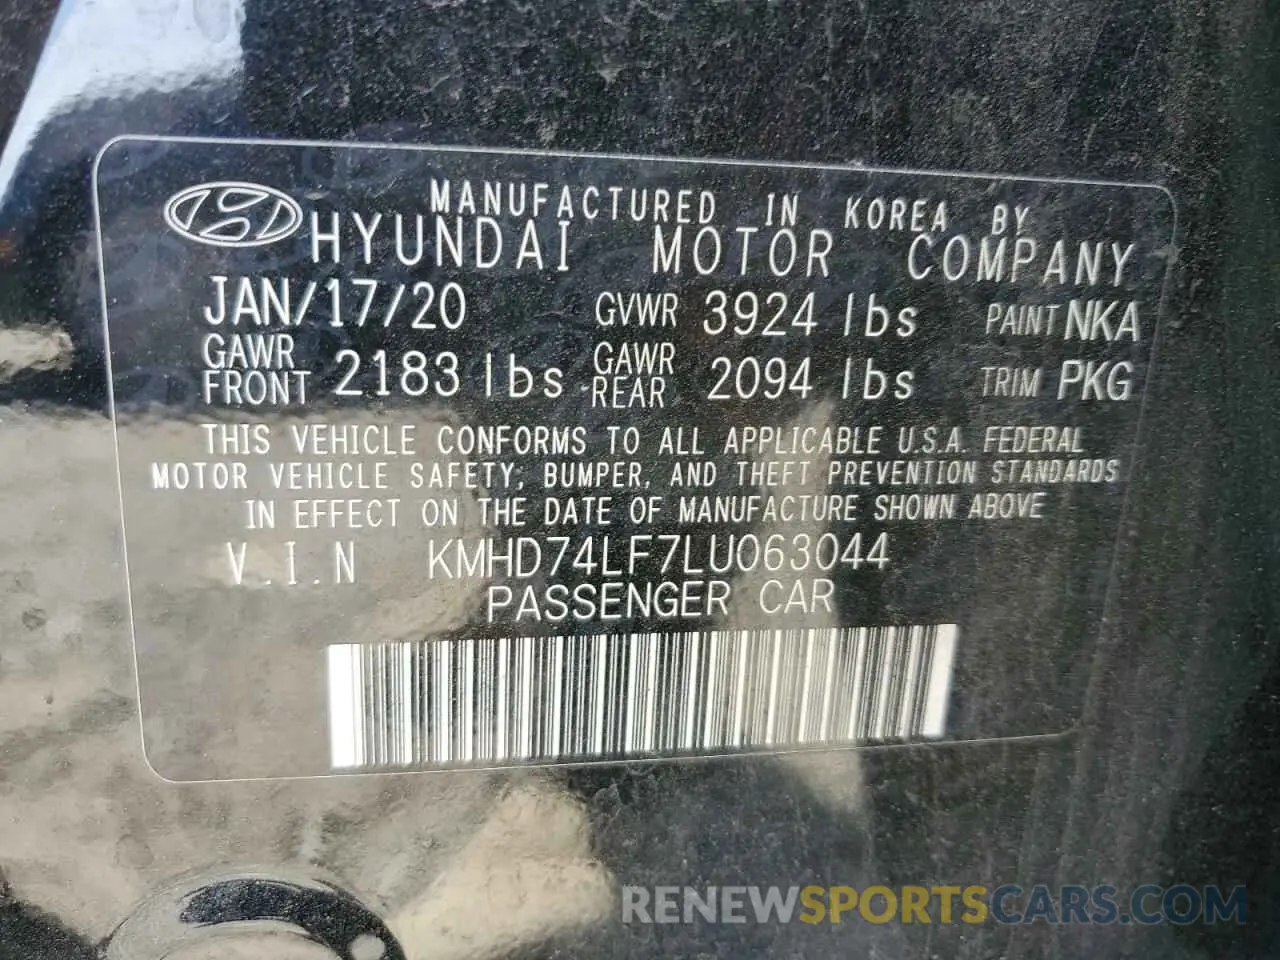 MANUFACTURED IN KOREA BY
HYUNDAI MOTOR COMPANY
JAN/17/20 GVWR 3924 lbs PAINT NKA
GAWR FRONT 2183 lbs GAWR REAR 2094 lbs TRIM PKG
THIS VEHICLE CONFORMS TO ALL APPLICABLE U.S.A. FEDERAL
MOTOR VEHICLE SAFETY, BUMPER, AND THEFT PREVENTION STANDARDS
IN EFFECT ON THE DATE OF MANUFACTURE SHOWN ABOVE
V.I.N KMHD74LF7LU063044
PASSENGER CAR
RENEWSPORTSCARS.COM